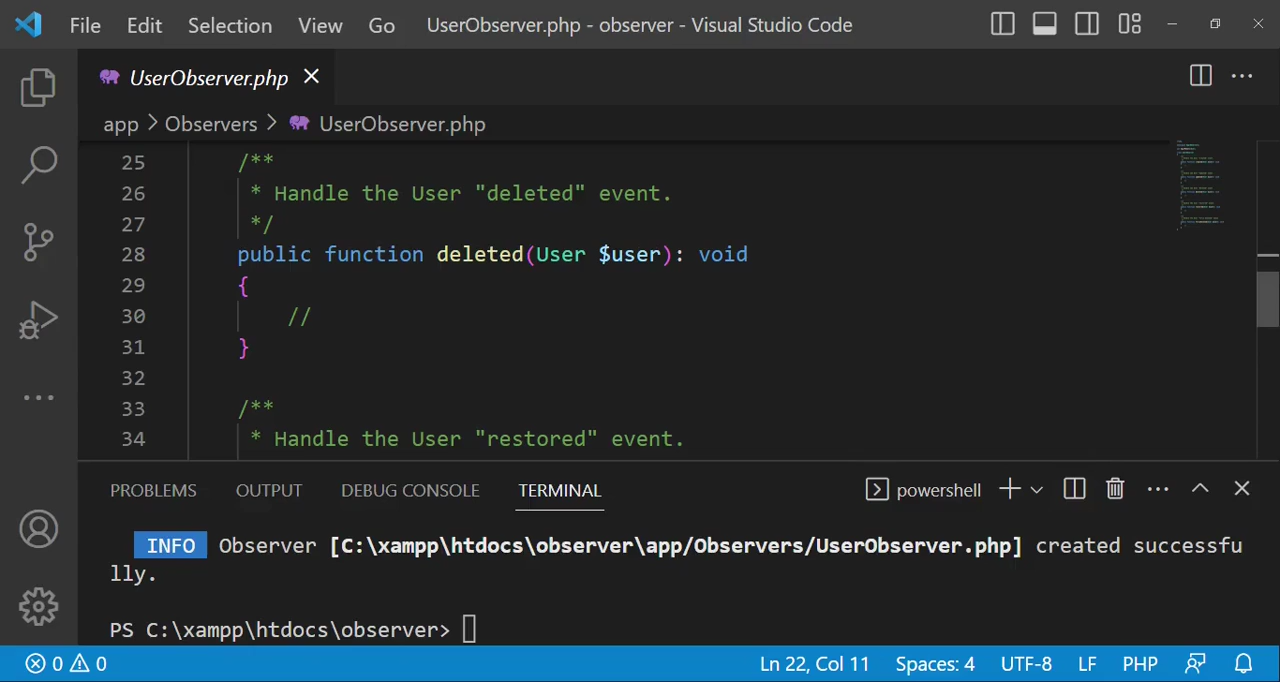 File Edit Selection View Go UserObserver.php - observer - Visual Studio Code
UserObserver.php
app > Observers > UserObserver.php
25 /**
26 * Handle the User "deleted" event.
27 */
28 public function deleted(User $user): void
29 {
30 //
31 }
32
33 /**
34 * Handle the User "restored" event.
PROBLEMS OUTPUT DEBUG CONSOLE TERMINAL powershell
INFO Observer [C:\xampp\htdocs\observer\app/Observers/UserObserver.php] created successfu
lly.
PS C:\xampp\htdocs\observer>
0 0 Ln 22, Col 11 Spaces: 4 UTF-8 LF PHP